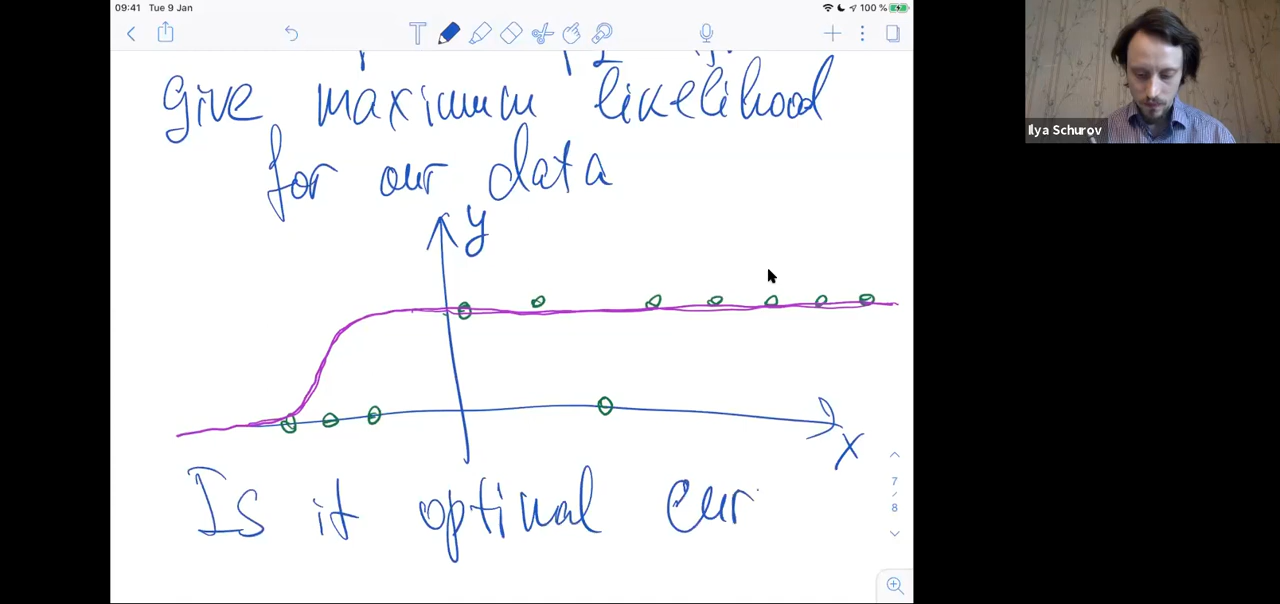 09:41 Tue 9 Jan
100 %
T
give maximum likelihood
for our data
Ilya Schurov
y
x
7
/
8
Is it optimal cur